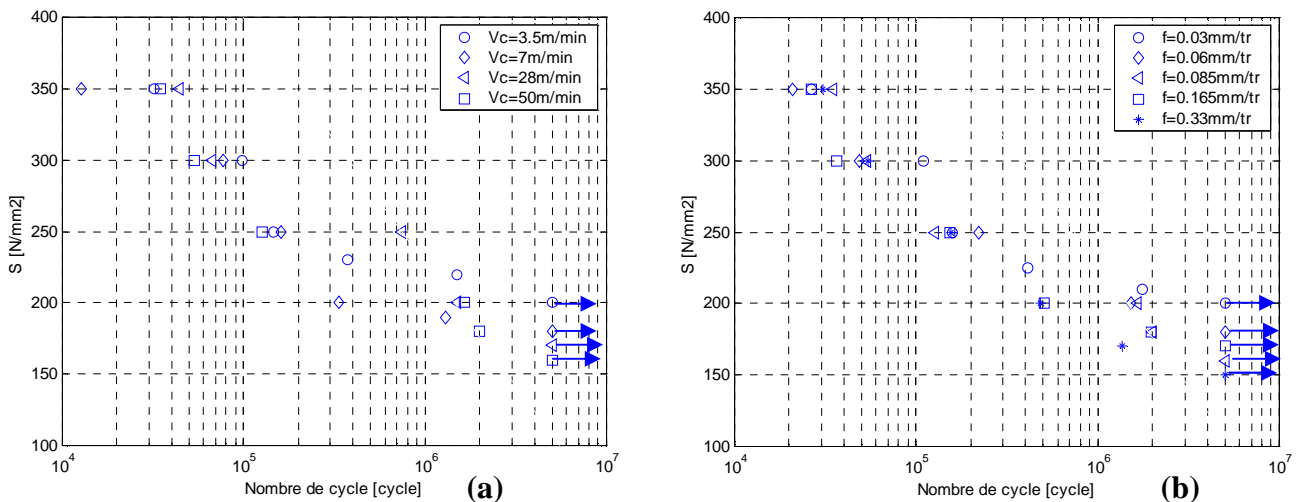 400
350
300
250
200
150
100
S [N/mm2]
10^4
10^5
10^6
10^7
Nombre de cycle [cycle]
(a)
Vc=3.5m/min
Vc=7m/min
Vc=28m/min
Vc=50m/min
400
350
300
250
200
150
100
S [N/mm2]
10^4
10^5
10^6
10^7
Nombre de cycle [cycle]
(b)
f=0.03mm/tr
f=0.06mm/tr
f=0.085mm/tr
f=0.165mm/tr
f=0.33mm/tr